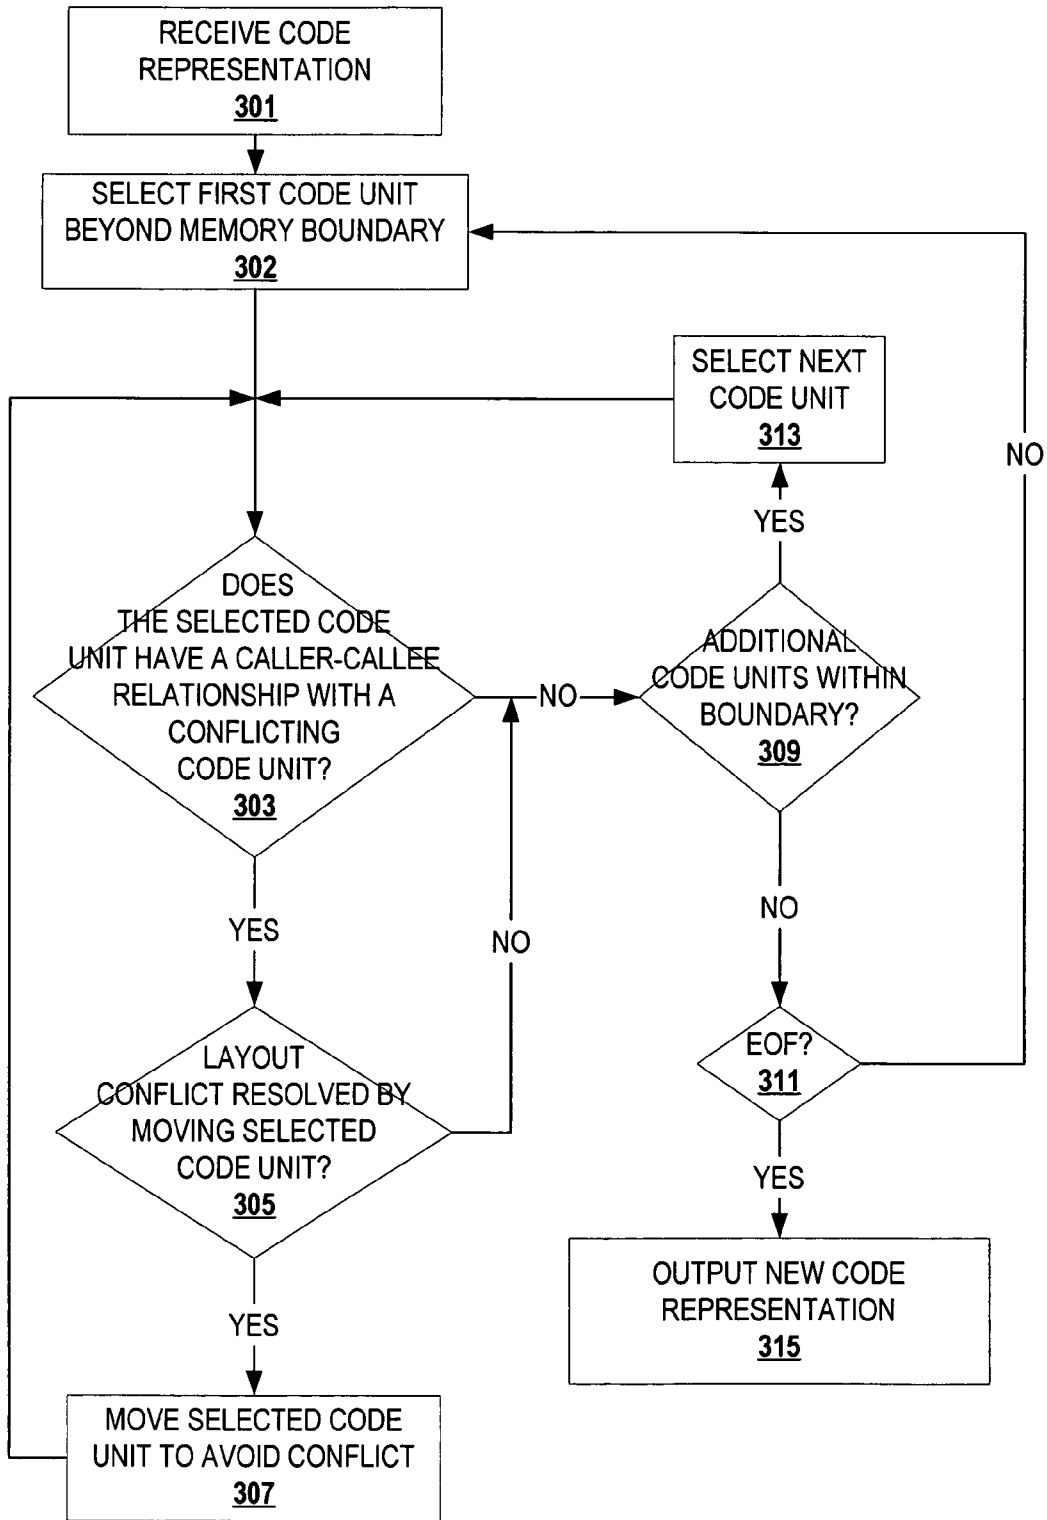 RECEIVE CODE
REPRESENTATION
301
SELECT FIRST CODE UNIT
BEYOND MEMORY BOUNDARY
302
SELECT NEXT
CODE UNIT
313
NO
YES
DOES
THE SELECTED CODE
UNIT HAVE A CALLER-CALLEE
RELATIONSHIP WITH A
CONFLICTING
CODE UNIT?
303
NO
ADDITIONAL
CODE UNITS WITHIN
BOUNDARY?
309
YES
NO
NO
LAYOUT
CONFLICT RESOLVED BY
MOVING SELECTED
CODE UNIT?
305
EOF?
311
YES
YES
OUTPUT NEW CODE
REPRESENTATION
315
MOVE SELECTED CODE
UNIT TO AVOID CONFLICT
307